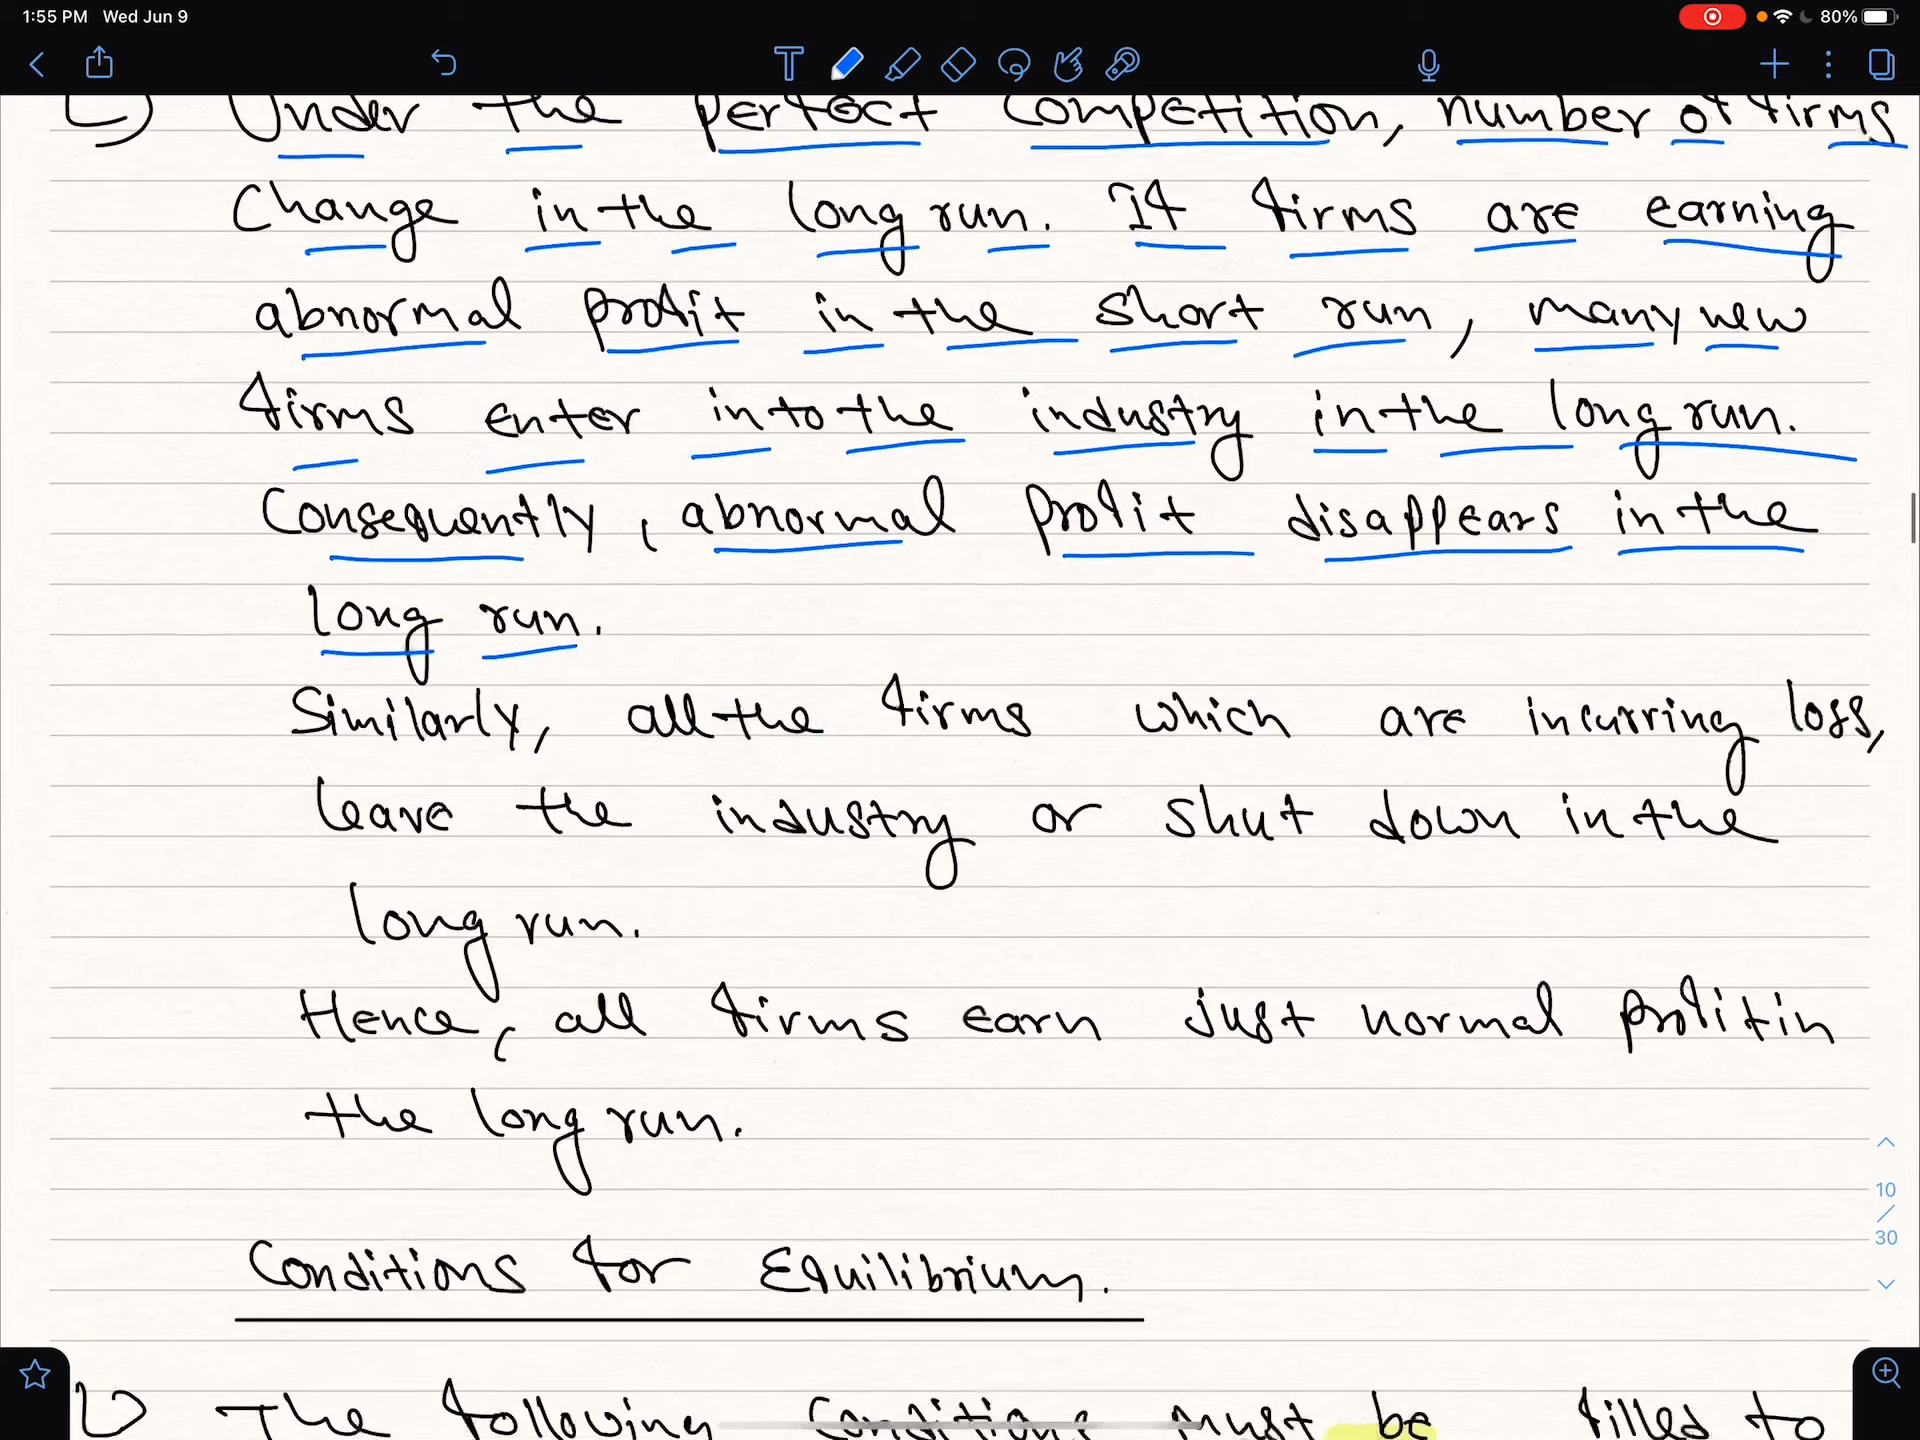 1:55 PM Wed Jun 9
80%
Under the perfect competition, number of firms
Change in the long run. If firms are earning
abnormal profit in the short run, many new
firms enter into the industry in the long run.
Consequently, abnormal profit disappears in the
long run.
Similarly, all the firms which are incurring loss,
leave the industry or shut down in the
long run.
Hence, all firms earn just normal profit in
the long run.
10
/
30
Conditions for Equilibrium.
The following conditions must be filled to